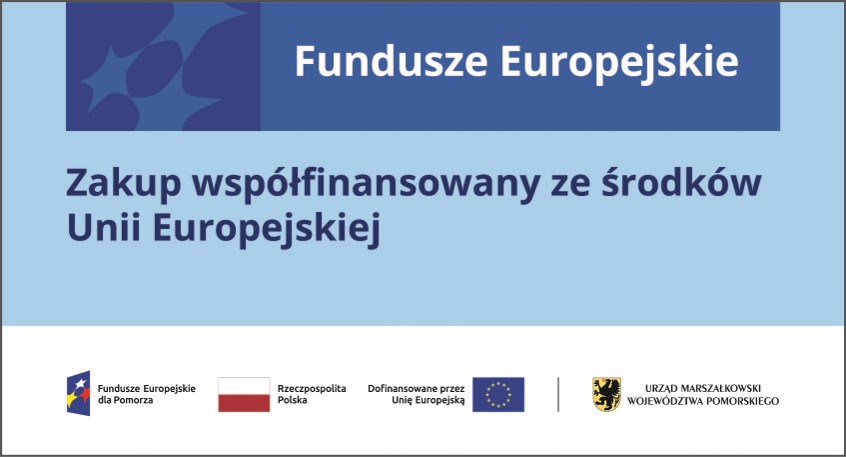 Fundusze Europejskie
Zakup współfinansowany ze środków
Unii Europejskiej
Fundusze Europejskie
dla Pomorza
Rzeczpospolita
Polska
Dofinansowane przez
Unię Europejską
URZĄD MARSZAŁKOWSKI
WOJEWÓDZTWA POMORSKIEGO